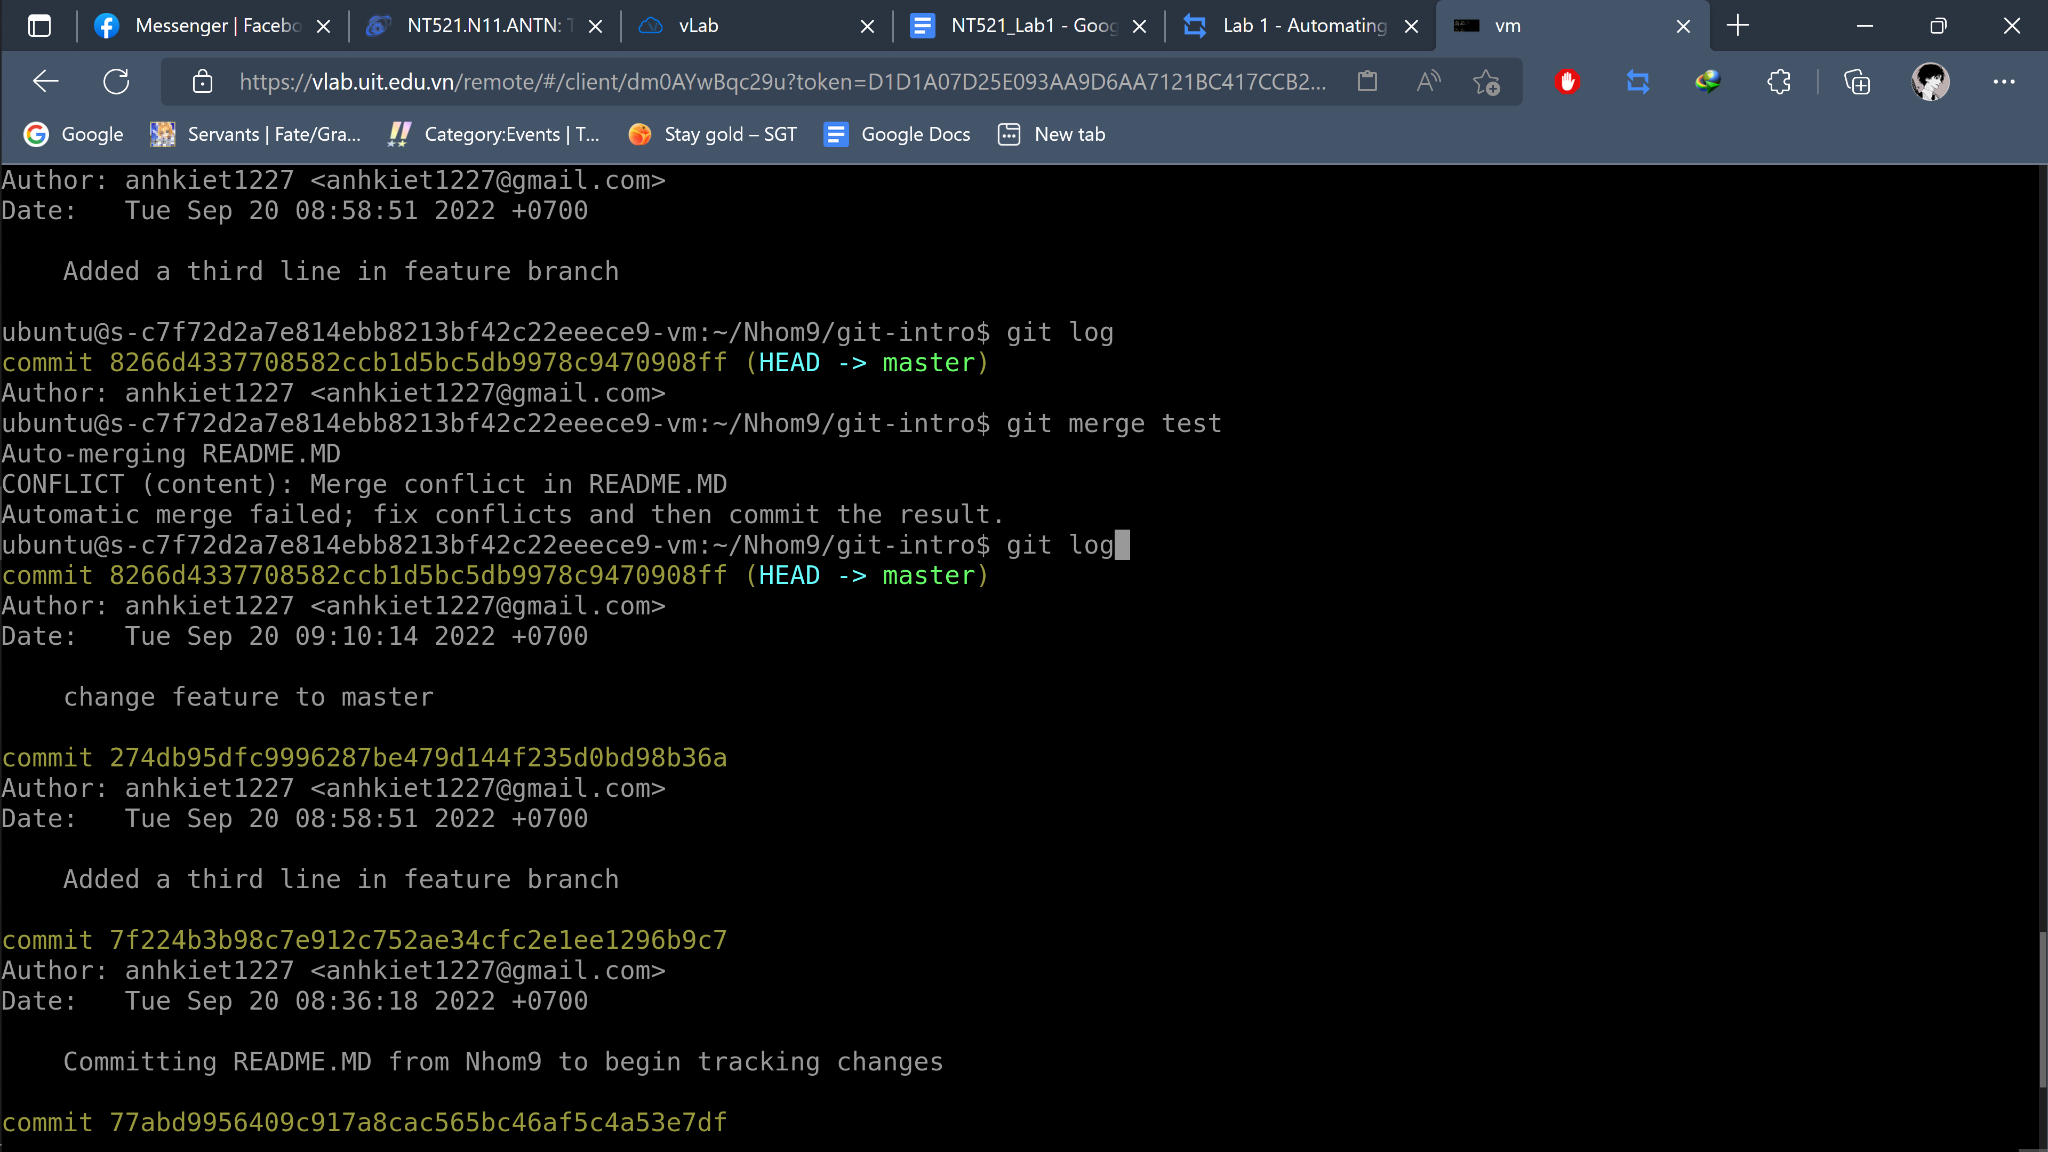 Messenger | Facebo
NT521.N11.ANTN: T
vLab
NT521_Lab1 - Goog
Lab 1 - Automating
vm
https://vlab.uit.edu.vn/remote/#/client/dm0AYwBqc29u?token=D1D1A07D25E093AA9D6AA7121BC417CCB2...
Google
Servants | Fate/Gra...
Category:Events | T...
Stay gold – SGT
Google Docs
New tab
Author: anhkiet1227 <anhkiet1227@gmail.com>
Date:   Tue Sep 20 08:58:51 2022 +0700
    Added a third line in feature branch
ubuntu@s-c7f72d2a7e814ebb8213bf42c22eeece9-vm:~/Nhom9/git-intro$ git log
commit 8266d4337708582ccb1d5bc5db9978c9470908ff (HEAD -> master)
Author: anhkiet1227 <anhkiet1227@gmail.com>
ubuntu@s-c7f72d2a7e814ebb8213bf42c22eeece9-vm:~/Nhom9/git-intro$ git merge test
Auto-merging README.MD
CONFLICT (content): Merge conflict in README.MD
Automatic merge failed; fix conflicts and then commit the result.
ubuntu@s-c7f72d2a7e814ebb8213bf42c22eeece9-vm:~/Nhom9/git-intro$ git log
commit 8266d4337708582ccb1d5bc5db9978c9470908ff (HEAD -> master)
Author: anhkiet1227 <anhkiet1227@gmail.com>
Date:   Tue Sep 20 09:10:14 2022 +0700
    change feature to master
commit 274db95dfc9996287be479d144f235d0bd98b36a
Author: anhkiet1227 <anhkiet1227@gmail.com>
Date:   Tue Sep 20 08:58:51 2022 +0700
    Added a third line in feature branch
commit 7f224b3b98c7e912c752ae34cfc2e1ee1296b9c7
Author: anhkiet1227 <anhkiet1227@gmail.com>
Date:   Tue Sep 20 08:36:18 2022 +0700
    Committing README.MD from Nhom9 to begin tracking changes
commit 77abd9956409c917a8cac565bc46af5c4a53e7df